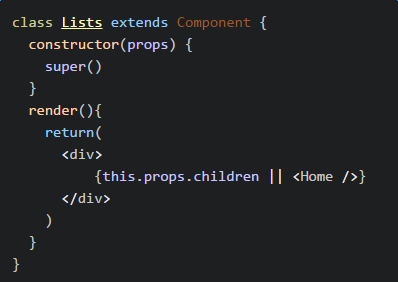 class Lists extends Component {
  constructor(props) {
    super()
  }
  render(){
    return(
      <div>
          {this.props.children || <Home />}
      </div>
    )
  }
}